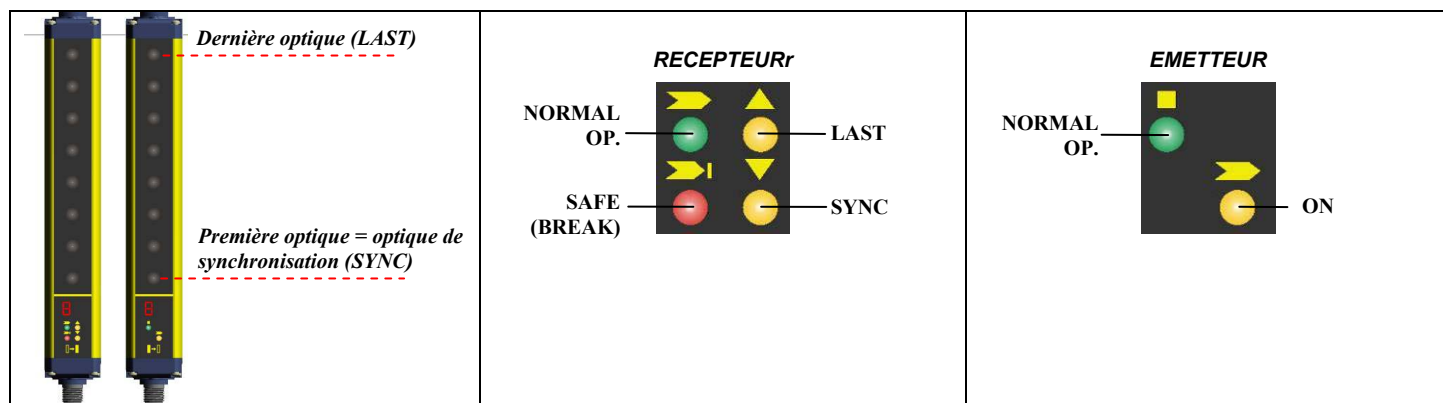 Dernière optique (LAST)
Première optique = optique de
synchronisation (SYNC)
RECEPTEURr
NORMAL
OP.
LAST
SAFE
(BREAK)
SYNC
EMETTEUR
NORMAL
OP.
ON